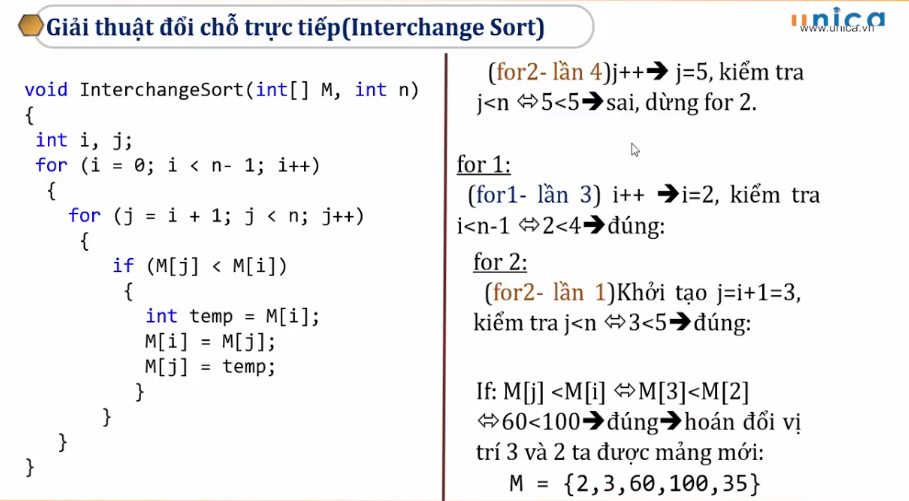 Giải thuật đổi chỗ trực tiếp(Interchange Sort)
unica
www.unica.vn
void InterchangeSort(int[] M, int n)
{
int i, j;
for (i = 0; i < n- 1; i++)
{
for (j = i + 1; j < n; j++)
{
if (M[j] < M[i])
{
int temp = M[i];
M[i] = M[j];
M[j] = temp;
}
}
}
}
(for2- lần 4)j++➔ j=5, kiểm tra
j<n ⇔5<5➔sai, dừng for 2.
for 1:
(for1- lần 3) i++ ➔i=2, kiểm tra
i<n-1 ⇔2<4➔đúng:
for 2:
(for2- lần 1)Khởi tạo j=i+1=3,
kiểm tra j<n ⇔3<5➔đúng:
If: M[j] <M[i] ⇔M[3]<M[2]
⇔60<100➔đúng➔hoán đổi vị
trí 3 và 2 ta được mảng mới:
M = {2,3,60,100,35}